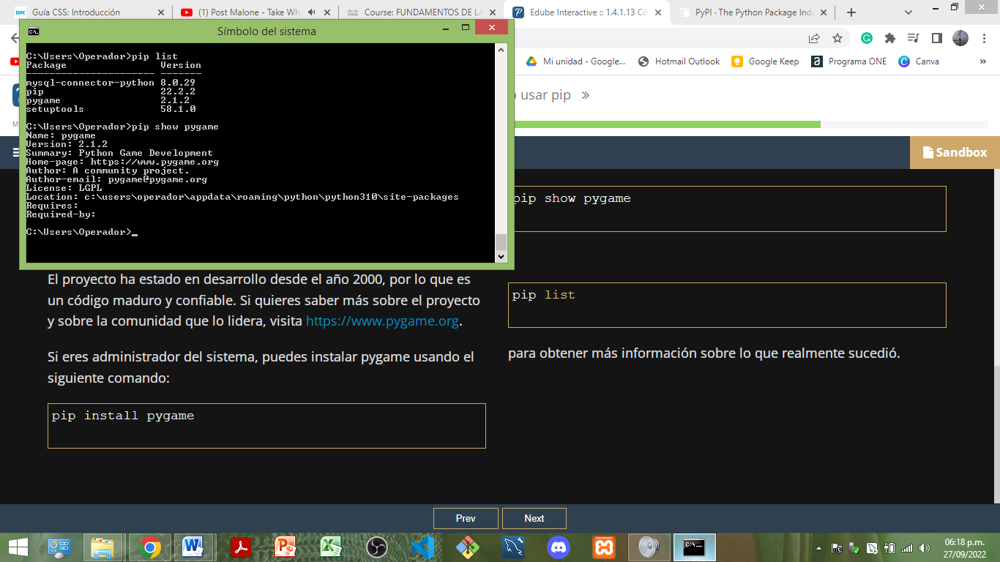 Guía CSS: Introducción
(1) Post Malone - Take Wh
Course: FUNDAMENTOS DE LA
Edube Interactive :: 1.4.1.13 Có
PyPI · The Python Package Inde
Símbolo del sistema
Mi unidad - Google...
Hotmail Outlook
Google Keep
Programa ONE
Canva
»
usar pip »
C:\Users\Operador>pip list
Package Version
---------------------- -------
mysql-connector-python 8.0.29
pip 22.2.2
pygame 2.1.2
setuptools 58.1.0
C:\Users\Operador>pip show pygame
Name: pygame
Version: 2.1.2
Summary: Python Game Development
Home-page: https://www.pygame.org
Author: A community project.
Author-email: pygame@pygame.org
License: LGPL
Location: c:\users\operador\appdata\roaming\python\python310\site-packages
Requires:
Required-by:
C:\Users\Operador>_
Sandbox
El proyecto ha estado en desarrollo desde el año 2000, por lo que es
un código maduro y confiable. Si quieres saber más sobre el proyecto
y sobre la comunidad que lo lidera, visita https://www.pygame.org.
Si eres administrador del sistema, puedes instalar pygame usando el
siguiente comando:
pip install pygame
pip show pygame
pip list
para obtener más información sobre lo que realmente sucedió.
Prev
Next
06:18 p.m.
27/09/2022